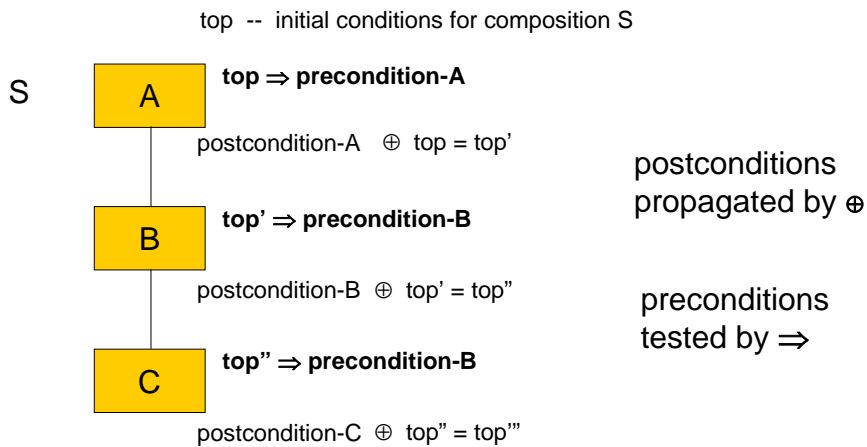 top -- initial conditions for composition S
S
A
top ⇒ precondition-A
postcondition-A ⊕ top = top'
postconditions
propagated by ⊕
B
top' ⇒ precondition-B
postcondition-B ⊕ top' = top"
preconditions
tested by ⇒
C
top" ⇒ precondition-B
postcondition-C ⊕ top" = top'"